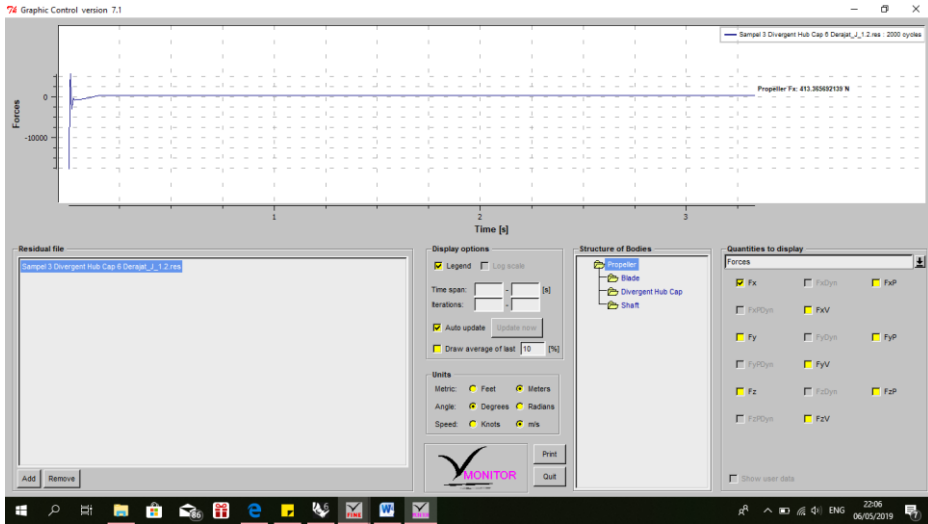 Graphic Control version 7.1
Sampel 3 Divergent Hub Cap 6 Derajat_J_1.2.res : 2000 cycles
Propeller Fx: 413.365692139 N
Forces
0
-10000
1
2
3
Time [s]
Residual file
Sampel 3 Divergent Hub Cap 6 Derajat_J_1.2.res
Add
Remove
Display options
Legend
Log scale
Time span: - [s]
Iterations: -
Auto update
Update now
Draw average of last 10 [%]
Units
Metric: Feet Meters
Angle: Degrees Radians
Speed: Knots m/s
MONITOR
Print
Quit
Structure of Bodies
Propeller
Blade
Divergent Hub Cap
Shaft
Quantities to display
Forces
Fx FxDyn FxP
FxPDyn FxV
Fy FyDyn FyP
FyPDyn FyV
Fz FzDyn FzP
FzPDyn FzV
Show user data
86
FINE
ENG
22:06
06/05/2019